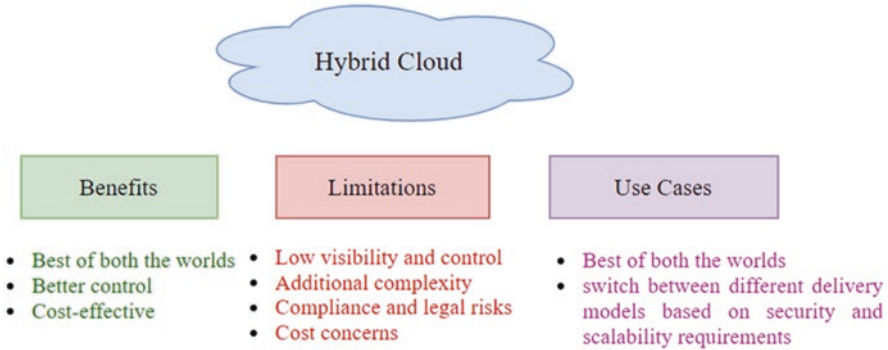 Hybrid Cloud
Benefits
Limitations
Use Cases
• Best of both the worlds
• Better control
• Cost-effective
• Low visibility and control
• Additional complexity
• Compliance and legal risks
• Cost concerns
• Best of both the worlds
• switch between different delivery
models based on security and
scalability requirements